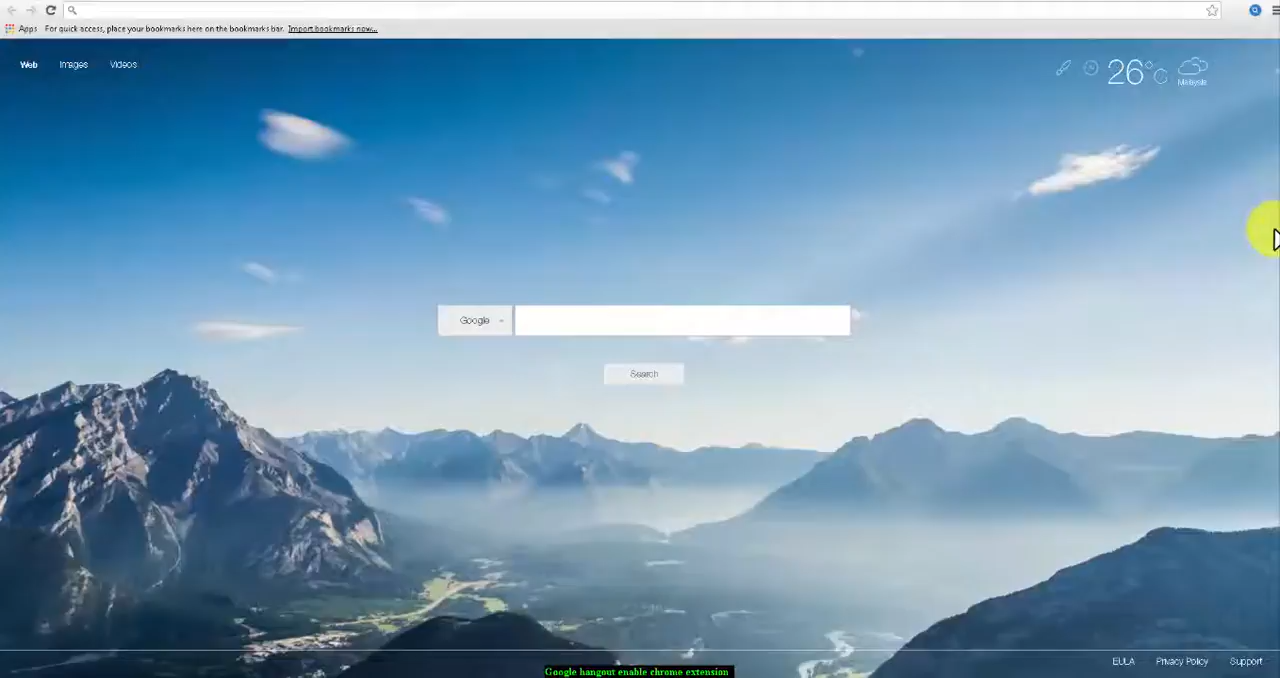 Apps For quick access, place your bookmarks here on the bookmarks bar. Import bookmarks now...
Web Images Videos
26°C
Malaysia
Google
Search
EULA Privacy Policy Support
Google hangout enable chrome extension